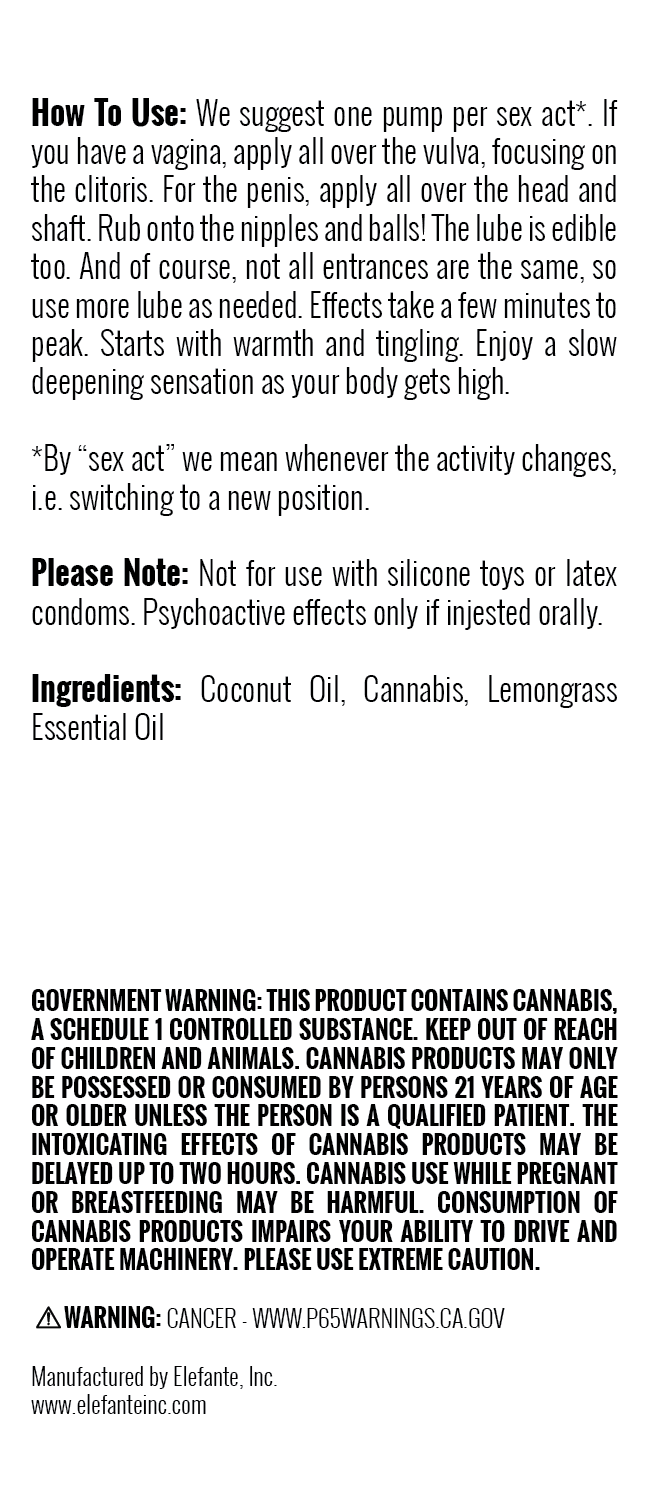 How To Use: We suggest one pump per sex act*. If
you have a vagina, apply all over the vulva, focusing on
the clitoris. For the penis, apply all over the head and
shaft. Rub onto the nipples and balls! The lube is edible
too. And of course, not all entrances are the same, so
use more lube as needed. Effects take a few minutes to
peak. Starts with warmth and tingling. Enjoy a slow
deepening sensation as your body gets high.
*By “sex act” we mean whenever the activity changes,
i.e. switching to a new position.
Please Note: Not for use with silicone toys or latex
condoms. Psychoactive effects only if injested orally.
Ingredients: Coconut Oil, Cannabis, Lemongrass
Essential Oil
GOVERNMENT WARNING: THIS PRODUCT CONTAINS CANNABIS,
A SCHEDULE 1 CONTROLLED SUBSTANCE. KEEP OUT OF REACH
OF CHILDREN AND ANIMALS. CANNABIS PRODUCTS MAY ONLY
BE POSSESSED OR CONSUMED BY PERSONS 21 YEARS OF AGE
OR OLDER UNLESS THE PERSON IS A QUALIFIED PATIENT. THE
INTOXICATING EFFECTS OF CANNABIS PRODUCTS MAY BE
DELAYED UP TO TWO HOURS. CANNABIS USE WHILE PREGNANT
OR BREASTFEEDING MAY BE HARMFUL. CONSUMPTION OF
CANNABIS PRODUCTS IMPAIRS YOUR ABILITY TO DRIVE AND
OPERATE MACHINERY. PLEASE USE EXTREME CAUTION.
⚠WARNING: CANCER - WWW.P65WARNINGS.CA.GOV
Manufactured by Elefante, Inc.
www.elefanteinc.com